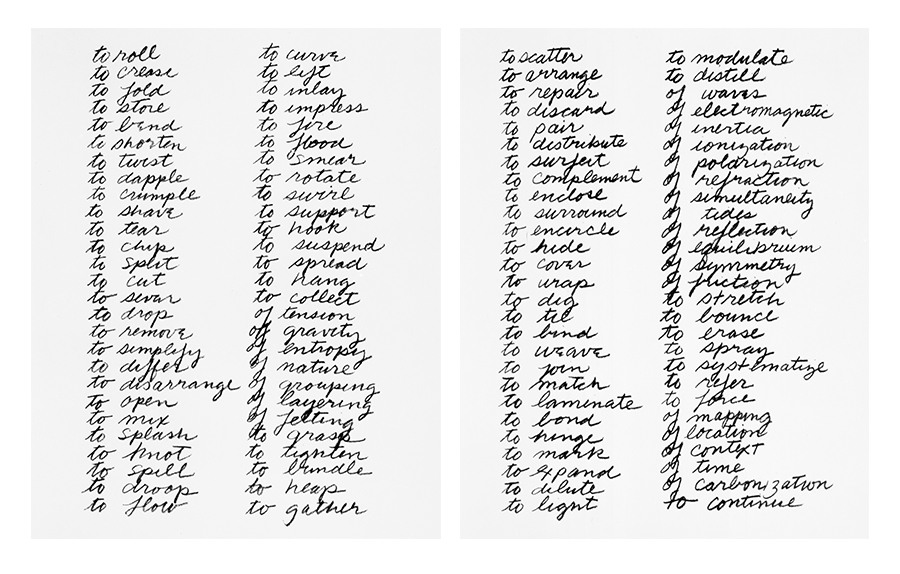 to roll
to crease
to fold
to store
to bend
to shorten
to twist
to dapple
to crumple
to shave
to tear
to chip
to split
to cut
to sever
to drop
to remove
to simplify
to differ
to disarrange
to open
to mix
to splash
to knot
to spill
to droop
to flow
to curve
to lift
to inlay
to impress
to fire
to flood
to smear
to rotate
to swirl
to support
to hook
to suspend
to spread
to hang
to collect
of tension
of gravity
of entropy
of nature
of grouping
of layering
of felting
to grasp
to tighten
to bundle
to heap
to gather
to scatter
to arrange
to repair
to discard
to pair
to distribute
to surfeit
to complement
to enclose
to surround
to encircle
to hide
to cover
to wrap
to dig
to tie
to bind
to weave
to join
to match
to laminate
to bond
to hinge
to mark
to expand
to dilute
to light
to modulate
to distill
of waves
of electromagnetic
of inertia
of ionization
of polarization
of refraction
of simultaneity
of tides
of reflection
of equilibrium
of symmetry
of friction
to stretch
to bounce
to erase
to spray
to systematize
to refer
to force
of mapping
of location
of context
of time
of carbonization
to continue